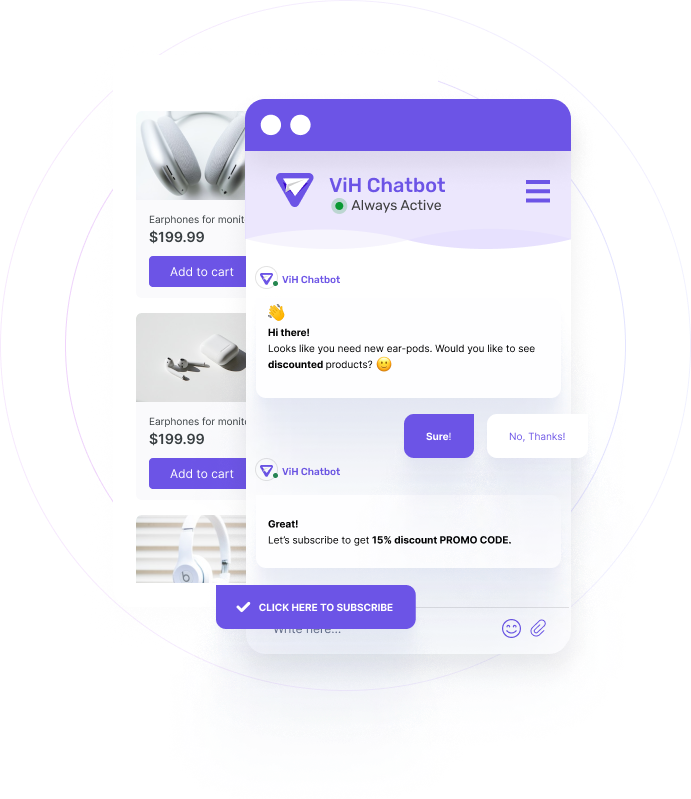 ViH Chatbot
Always Active
Earphones for monit
$199.99
Add to cart
ViH Chatbot
Hi there!
Looks like you need new ear-pods. Would you like to see
discounted products?
Earphones for monit
$199.99
Add to cart
Sure!
No, Thanks!
ViH Chatbot
Great!
Let's subscribe to get 15% discount PROMO CODE.
CLICK HERE TO SUBSCRIBE
Write here...